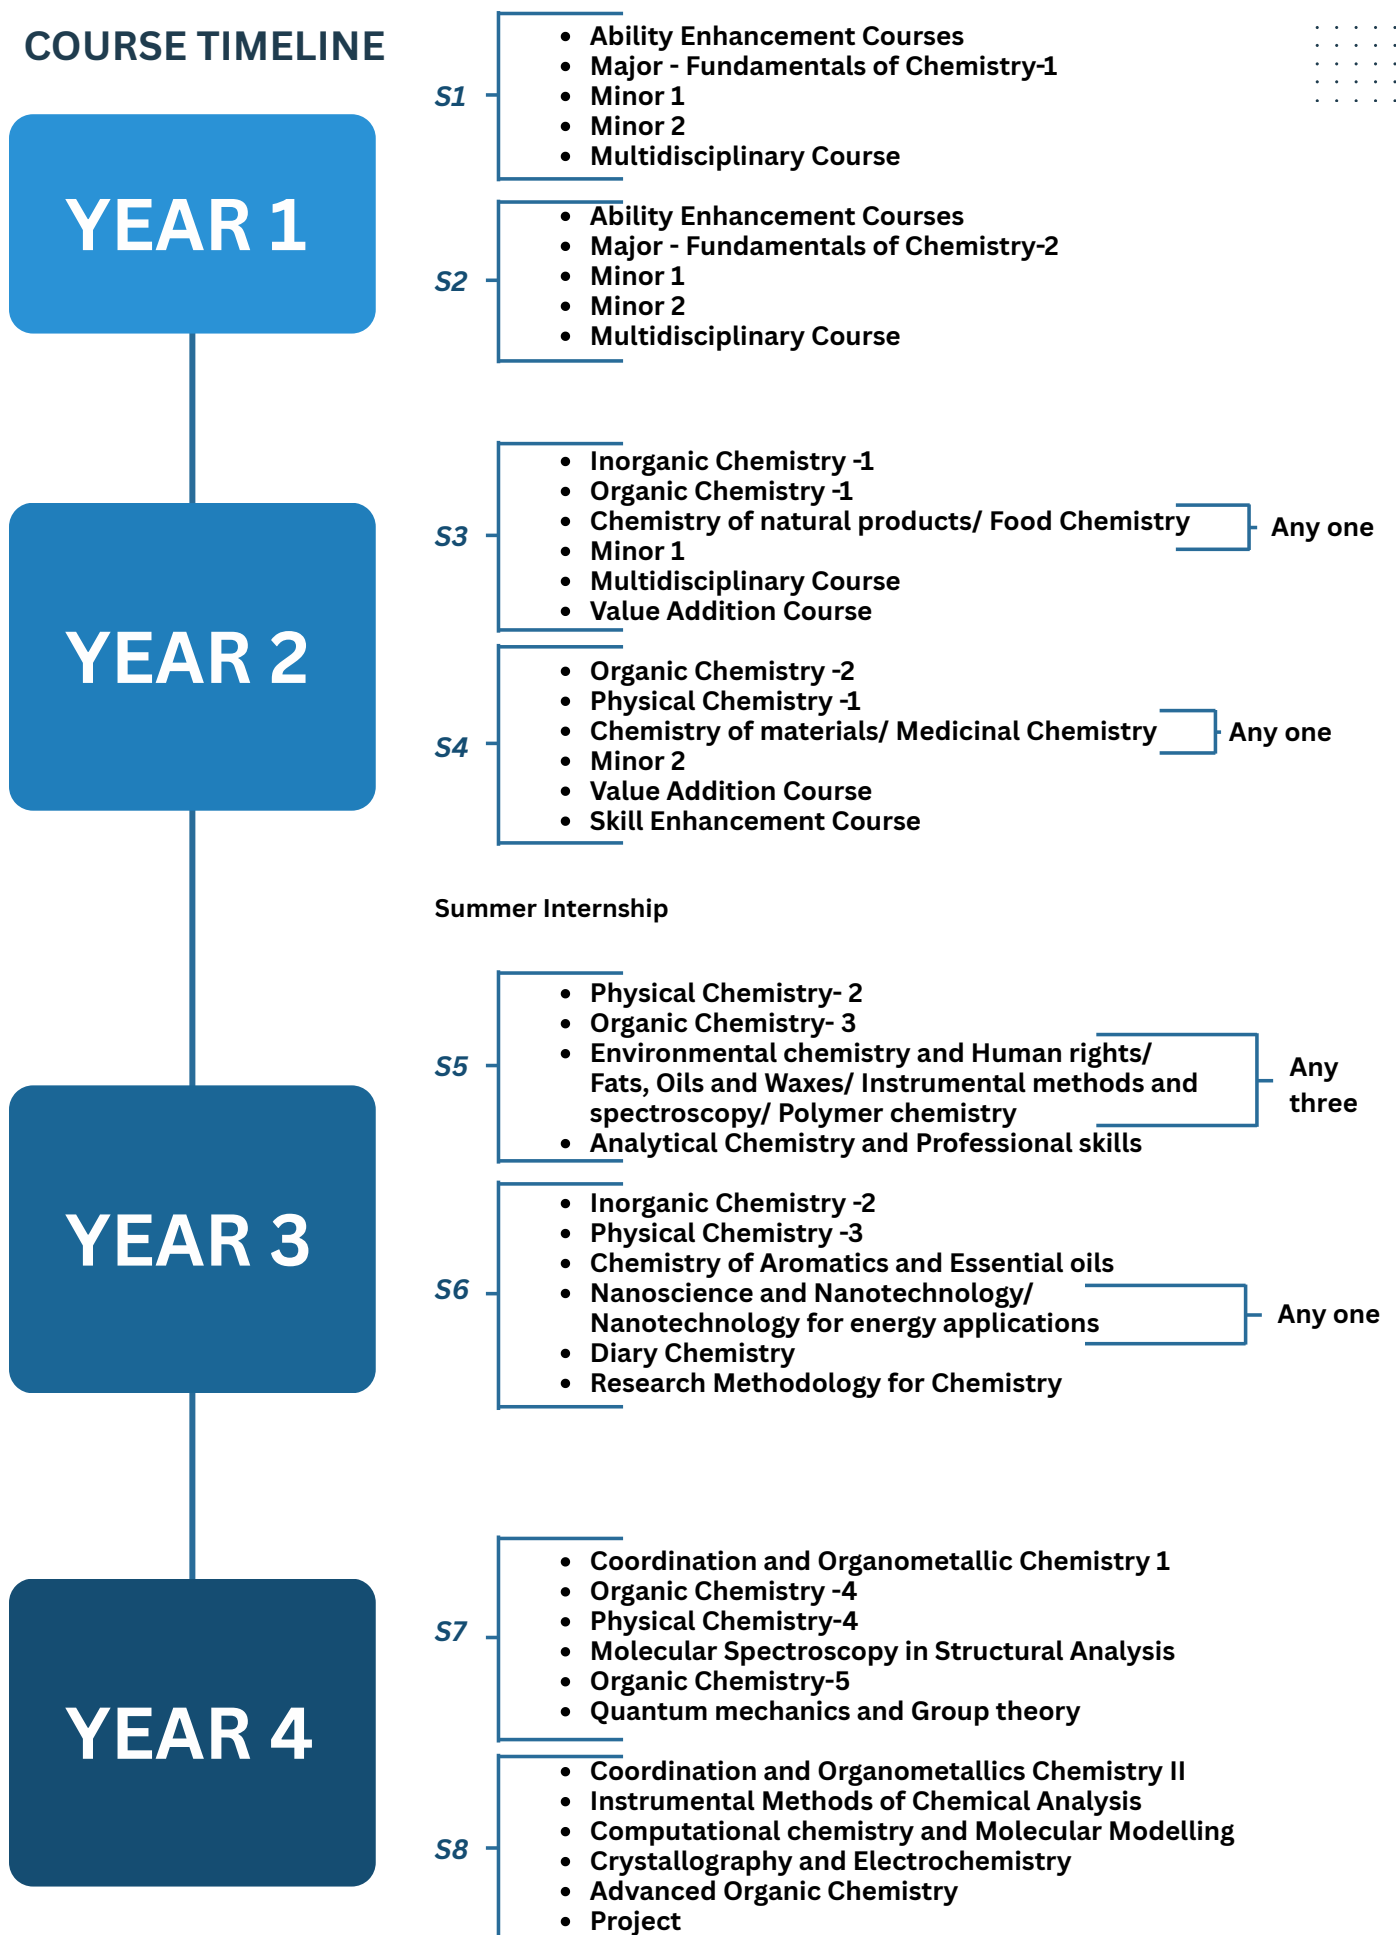 COURSE TIMELINE
YEAR 1
S1
Ability Enhancement Courses
Major - Fundamentals of Chemistry-1
Minor 1
Minor 2
Multidisciplinary Course
S2
Ability Enhancement Courses
Major - Fundamentals of Chemistry-2
Minor 1
Minor 2
Multidisciplinary Course
YEAR 2
S3
Inorganic Chemistry -1
Organic Chemistry -1
Chemistry of natural products/ Food Chemistry
Any one
Minor 1
Multidisciplinary Course
Value Addition Course
S4
Organic Chemistry -2
Physical Chemistry -1
Chemistry of materials/ Medicinal Chemistry
Any one
Minor 2
Value Addition Course
Skill Enhancement Course
Summer Internship
YEAR 3
S5
Physical Chemistry- 2
Organic Chemistry- 3
Environmental chemistry and Human rights/
Fats, Oils and Waxes/ Instrumental methods and
spectroscopy/ Polymer chemistry
Any
three
Analytical Chemistry and Professional skills
S6
Inorganic Chemistry -2
Physical Chemistry -3
Chemistry of Aromatics and Essential oils
Nanoscience and Nanotechnology/
Nanotechnology for energy applications
Any one
Diary Chemistry
Research Methodology for Chemistry
YEAR 4
S7
Coordination and Organometallic Chemistry 1
Organic Chemistry -4
Physical Chemistry-4
Molecular Spectroscopy in Structural Analysis
Organic Chemistry-5
Quantum mechanics and Group theory
S8
Coordination and Organometallics Chemistry II
Instrumental Methods of Chemical Analysis
Computational chemistry and Molecular Modelling
Crystallography and Electrochemistry
Advanced Organic Chemistry
Project